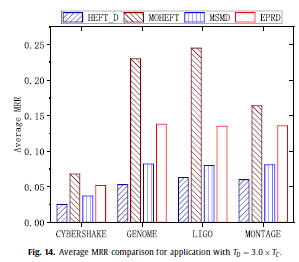 HEFT_D MOHEFT MSMD EPRD
Average MRR
0.25
0.20
0.15
0.10
0.05
0.00
CYBERSHAKE GENOME LIGO MONTAGE
Fig. 14. Average MRR comparison for application with T_D = 3.0 × T_C.